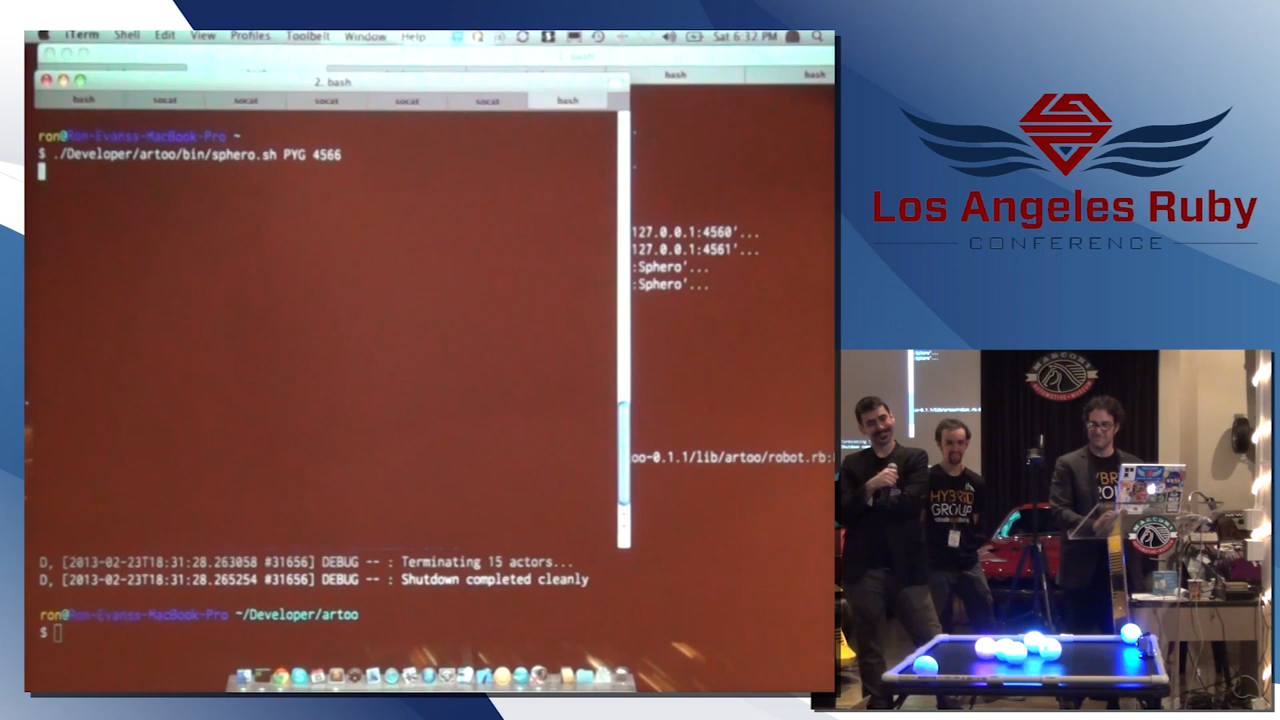 iTerm Shell Edit View Profiles Toolbelt Window Help Sat 6:32 PM
bash bash
2. bash
bash socat socat socat socat socat bash
ron@Ron-Evanss-MacBook-Pro ~
$ ./Developer/artoo/bin/sphero.sh PYG 4566
127.0.0.1:4560'...
127.0.0.1:4561'...
:Sphero'...
:Sphero'...
oo-0.1.1/lib/artoo/robot.rb:
D, [2013-02-23T18:31:28.263058 #31656] DEBUG -- : Terminating 15 actors...
D, [2013-02-23T18:31:28.265254 #31656] DEBUG -- : Shutdown completed cleanly
ron@Ron-Evanss-MacBook-Pro ~/Developer/artoo
$
Los Angeles Ruby
CONFERENCE
MARCONI
AUTOMOTIVE MUSEUM
HYBRID
GROUP
MARCONI